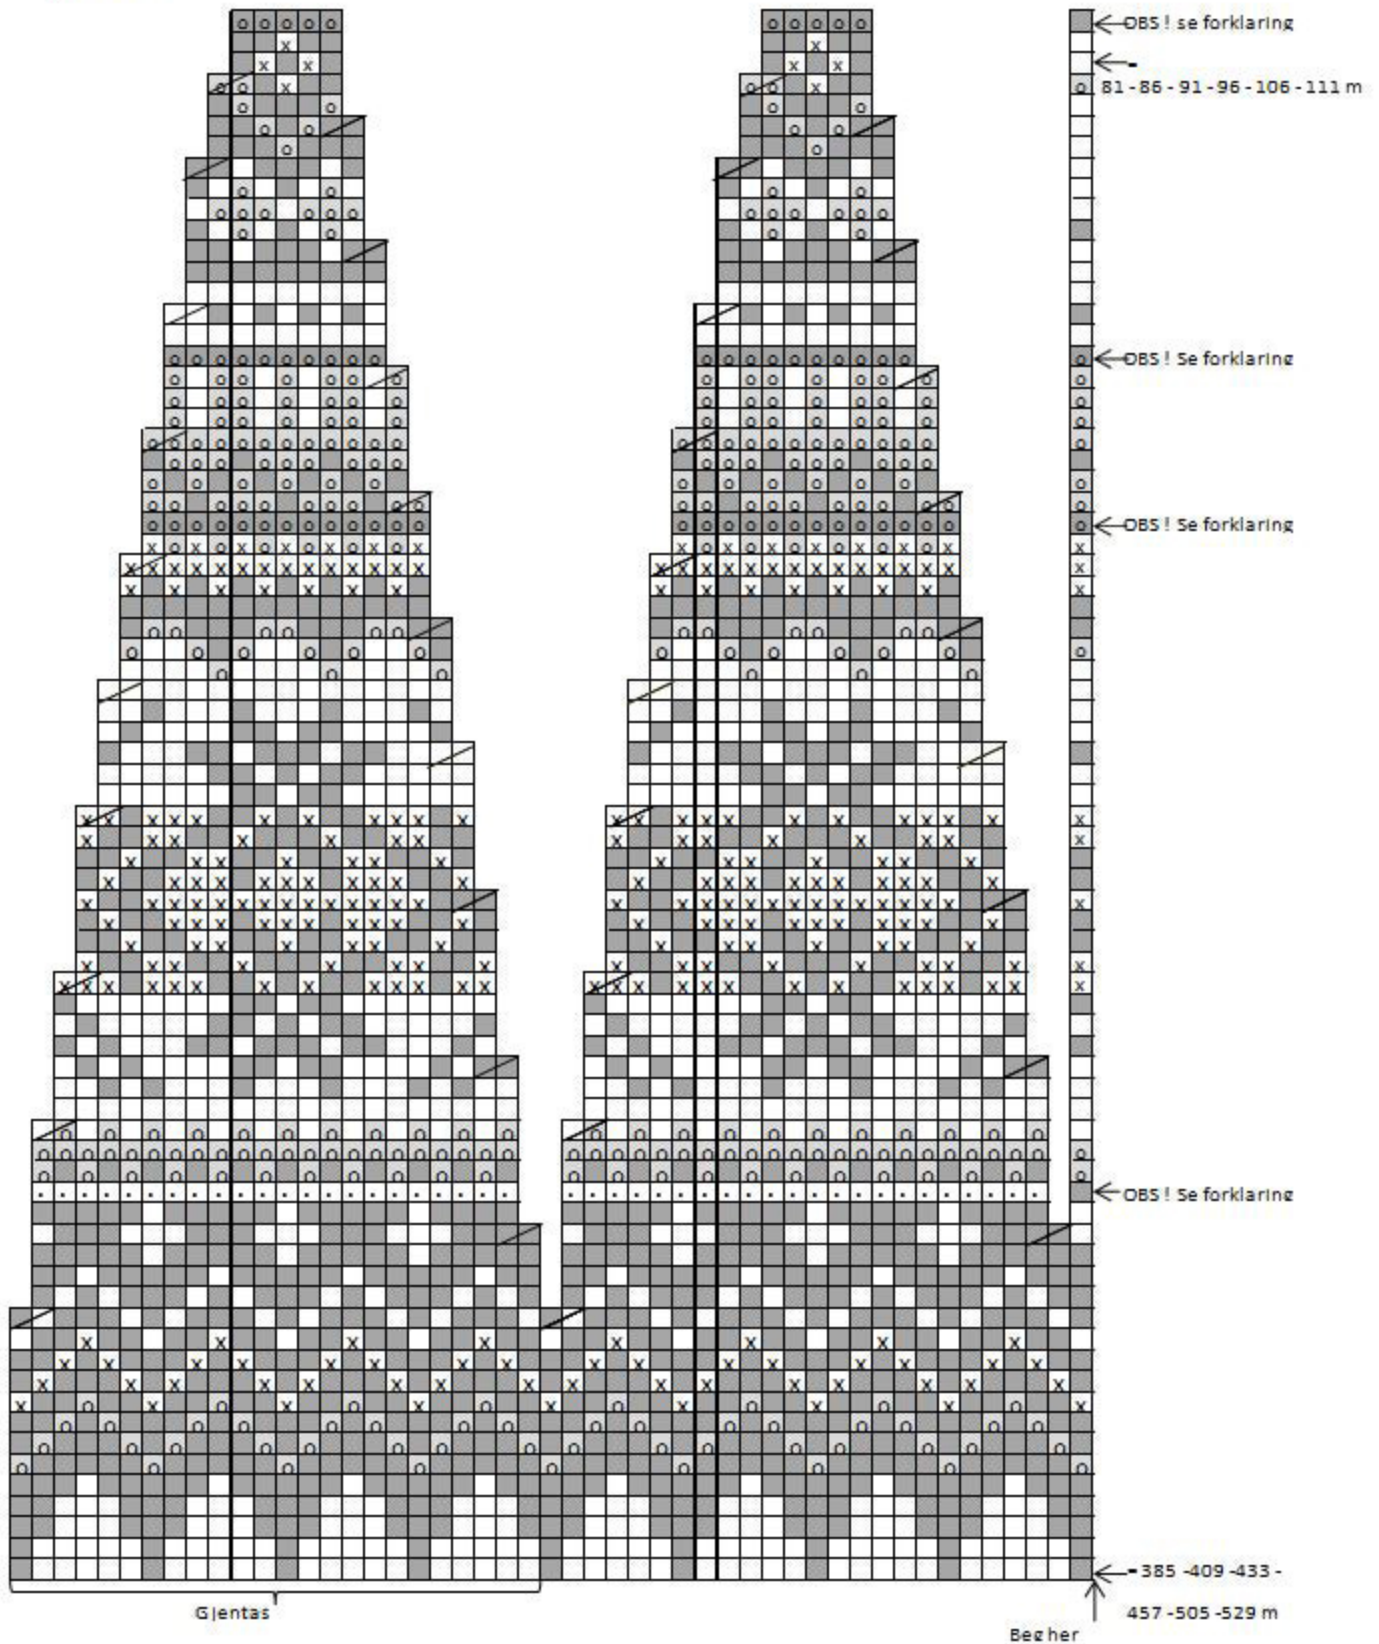 OBS ! se forklaring
-
81 - 86 - 91 - 96 - 106 - 111 m
OBS ! Se forklaring
OBS ! Se forklaring
OBS ! Se forklaring
- 385 -409 -433 -
457 -505 -529 m
Gjentas
Beg her